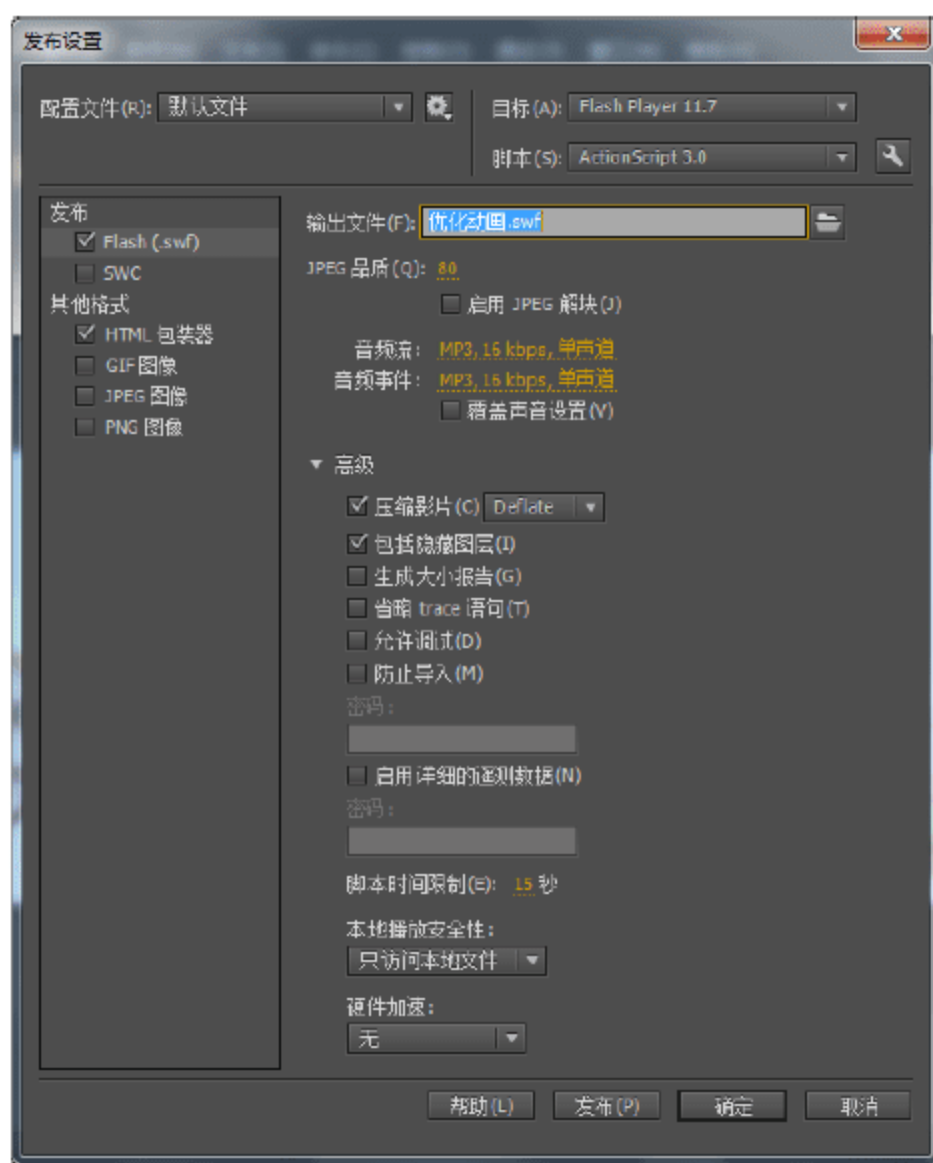 发布设置
配置文件(R): 默认文件
目标(A): Flash Player 11.7
脚本(S): ActionScript 3.0
发布
Flash (.swf)
SWC
其他格式
HTML 包装器
GIF 图像
JPEG 图像
PNG 图像
输出文件(F): 优化动画.swf
JPEG 品质(Q): 80
启用 JPEG 解块(J)
音频流: MP3, 16 kbps, 单声道
音频事件: MP3, 16 kbps, 单声道
覆盖声音设置(V)
高级
压缩影片(C) Deflate
包括隐藏图层(I)
生成大小报告(G)
省略 trace 语句(T)
允许调试(D)
防止导入(M)
密码:
启用详细的遥测数据(N)
密码:
脚本时间限制(E): 15 秒
本地播放安全性:
只访问本地文件
硬件加速:
无
帮助(L) 发布(P) 确定 取消